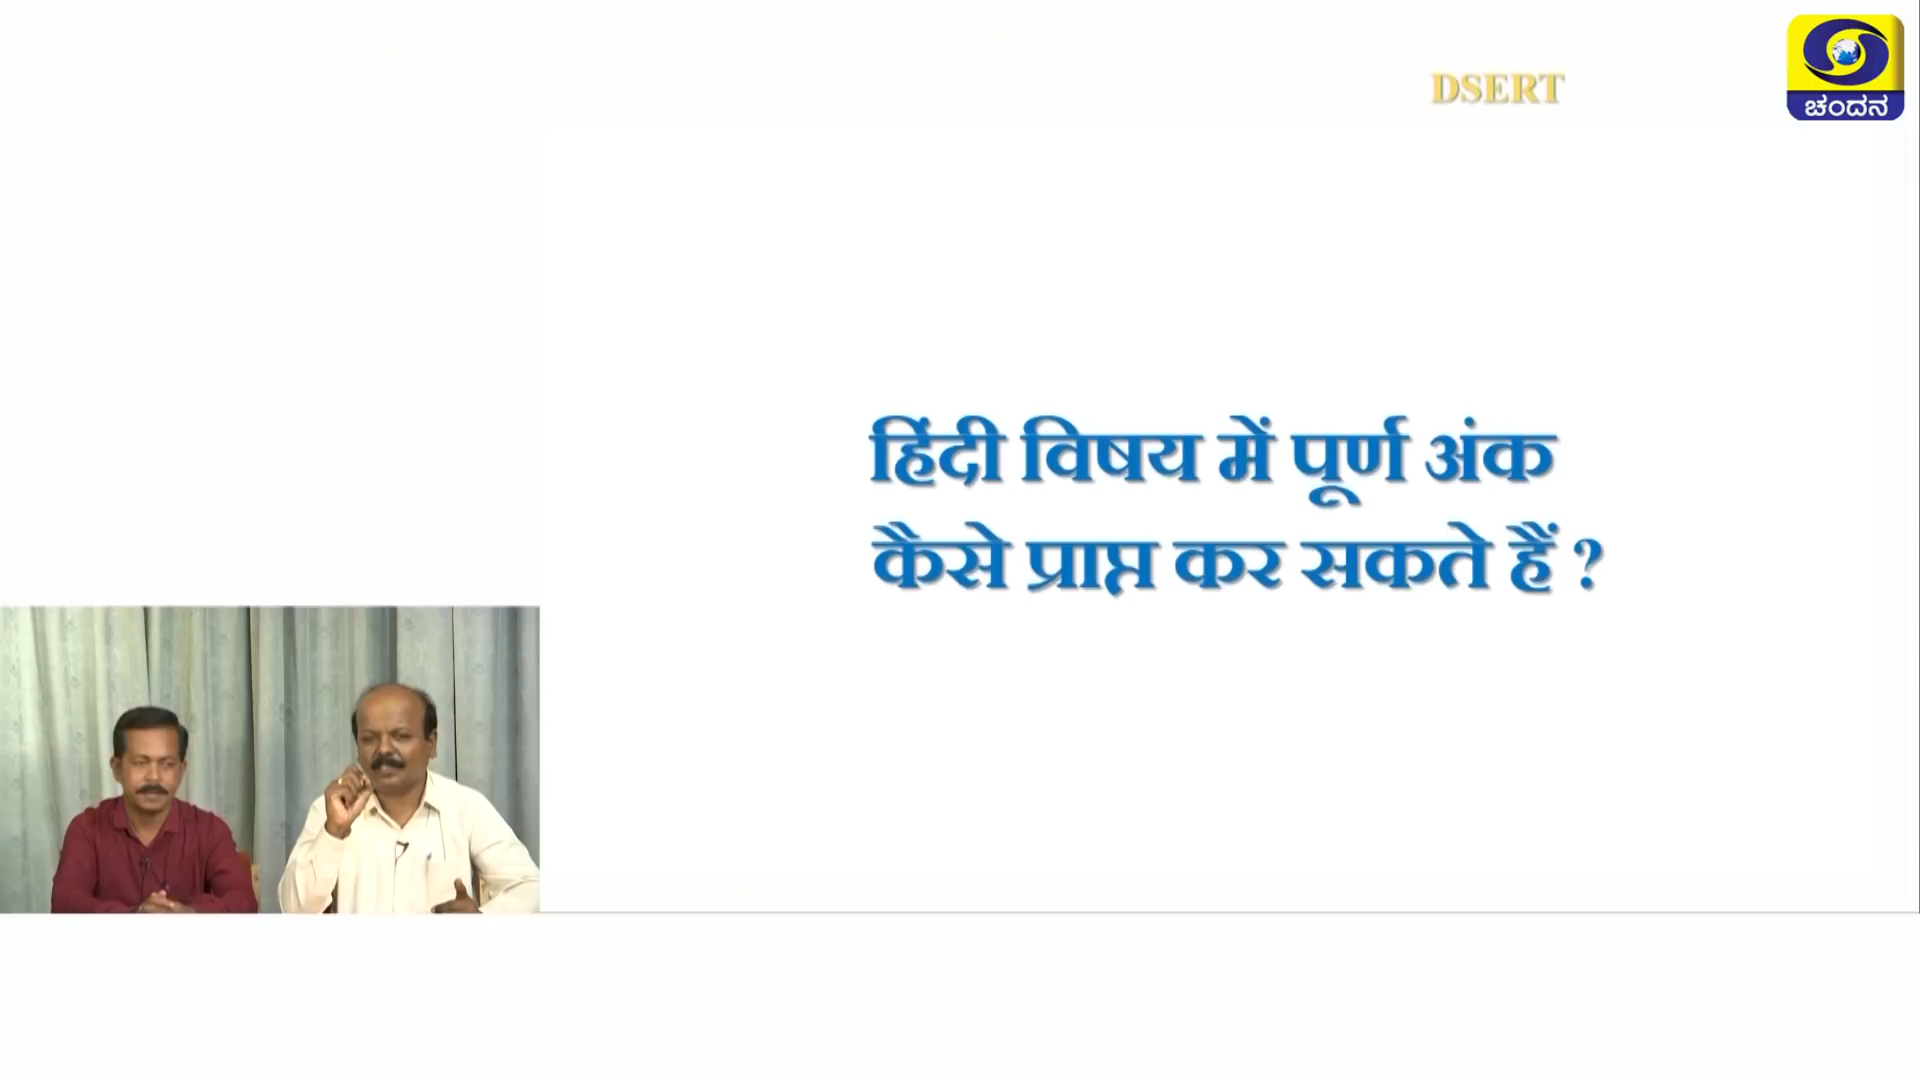 DSERT
ಚಂದನ
हिंदी विषय में पूर्ण अंक
कैसे प्राप्त कर सकते हैं ?